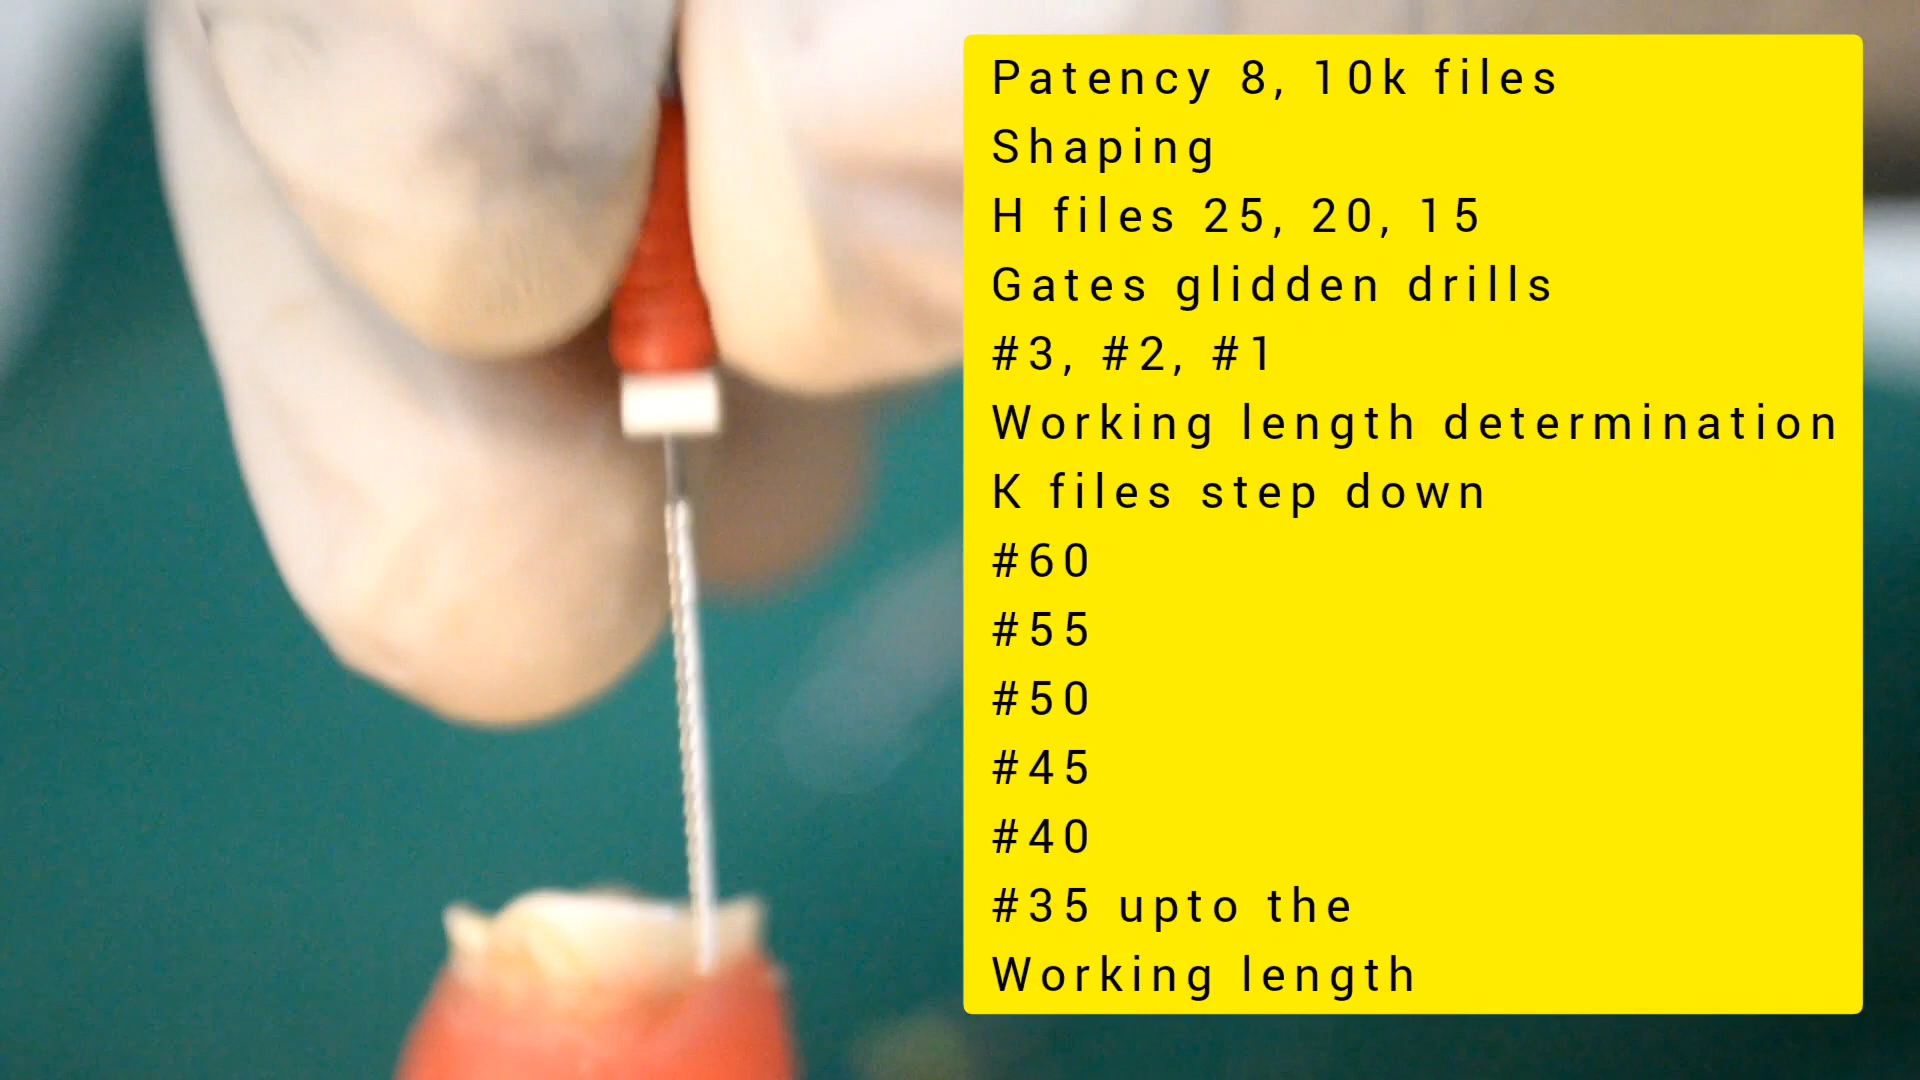 Patency 8, 10k files
Shaping
H files 25, 20, 15
Gates glidden drills
#3, #2, #1
Working length determination
K files step down
#60
#55
#50
#45
#40
#35 upto the
Working length